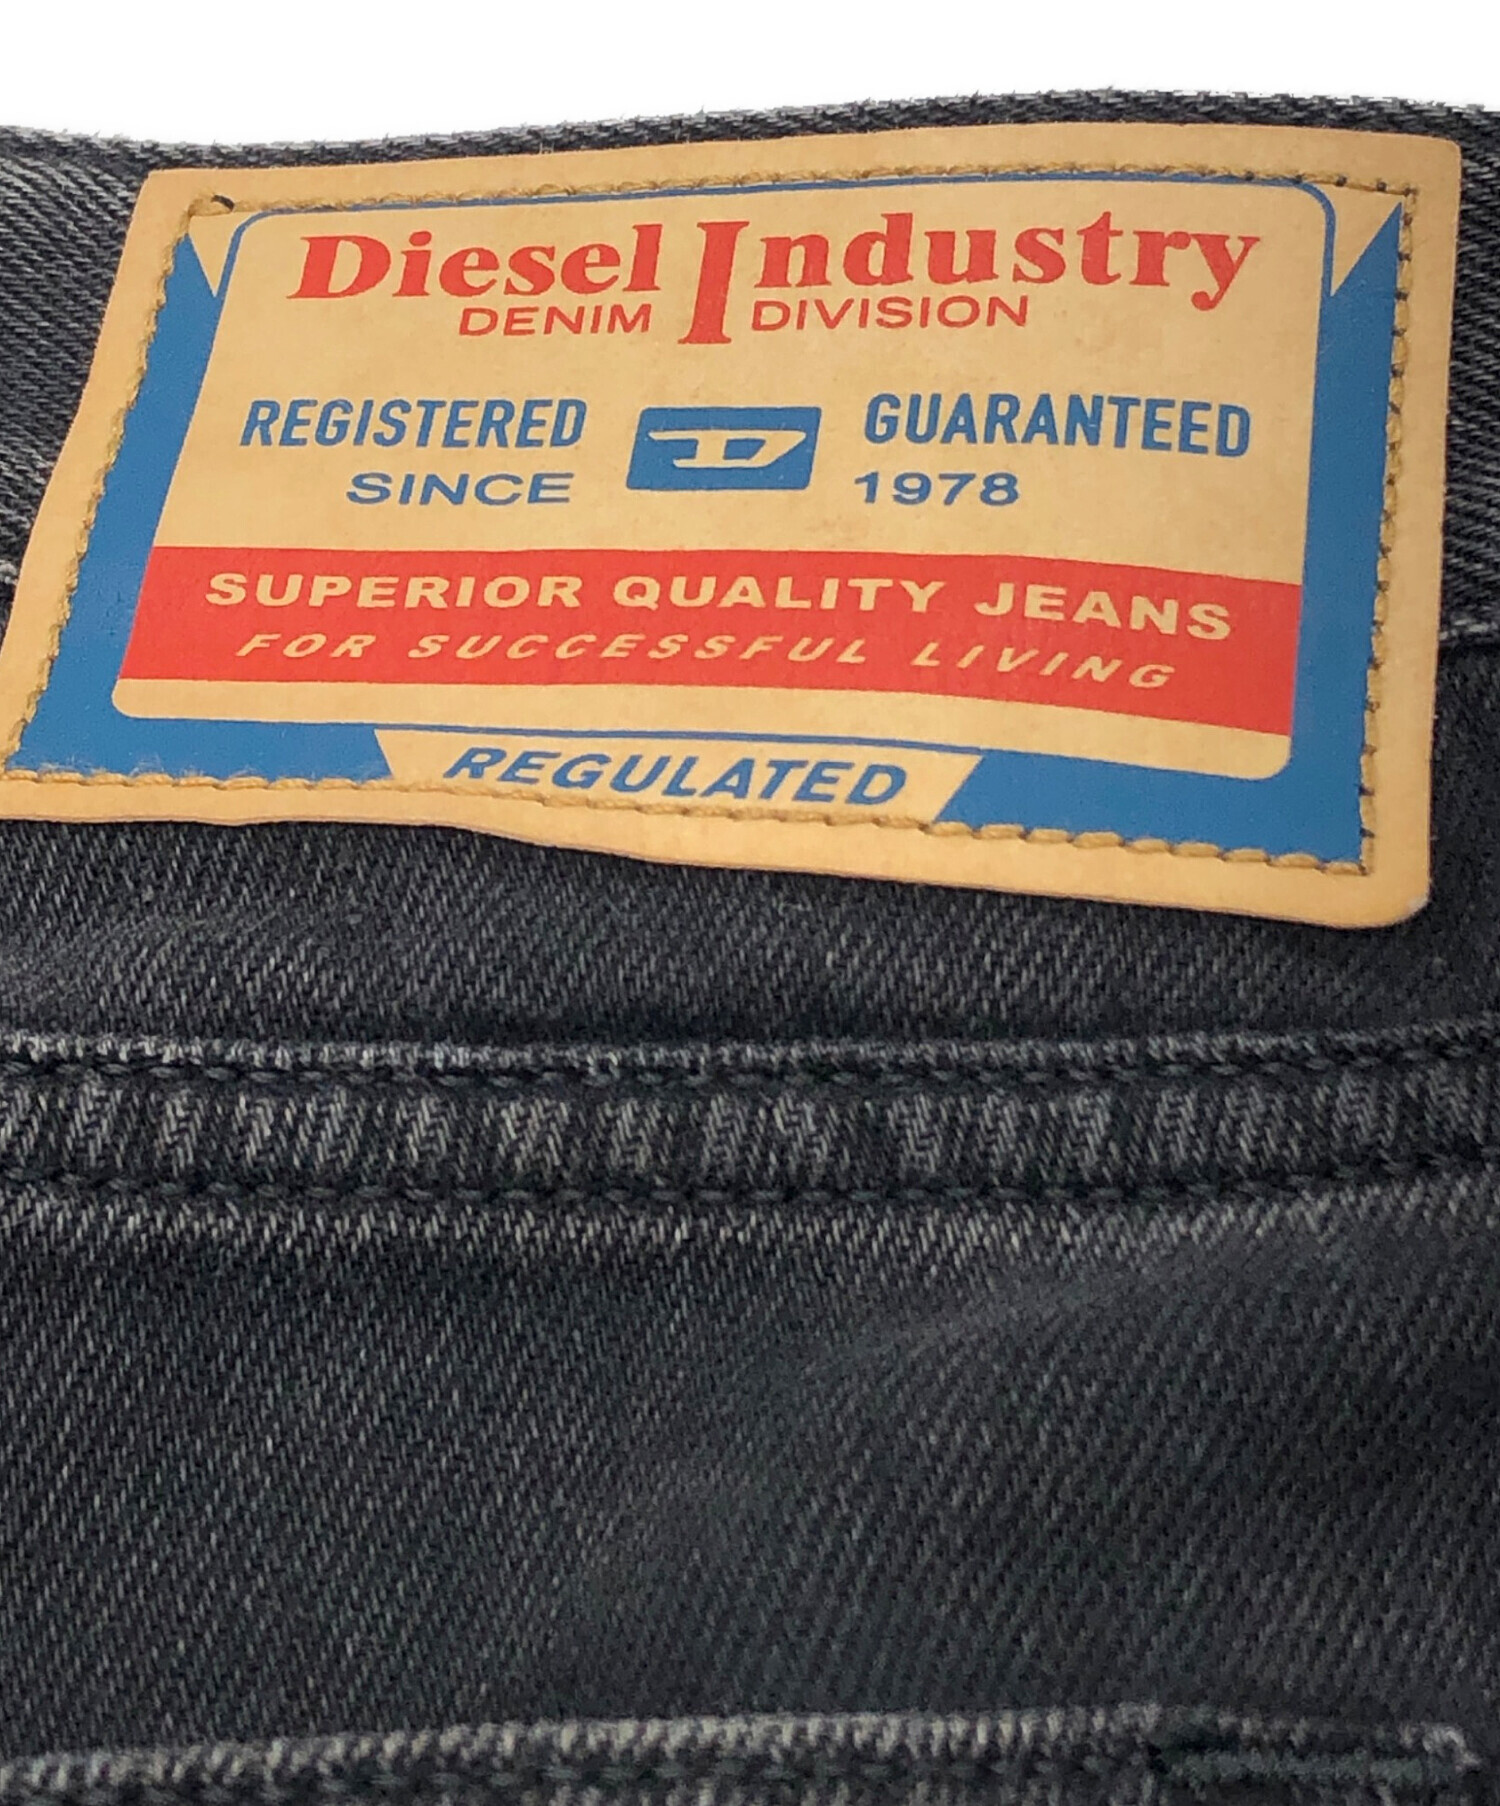 Diesel Industry
DENIM DIVISION
REGISTERED D GUARANTEED
SINCE 1978
SUPERIOR QUALITY JEANS
FOR SUCCESSFUL LIVING
REGULATED